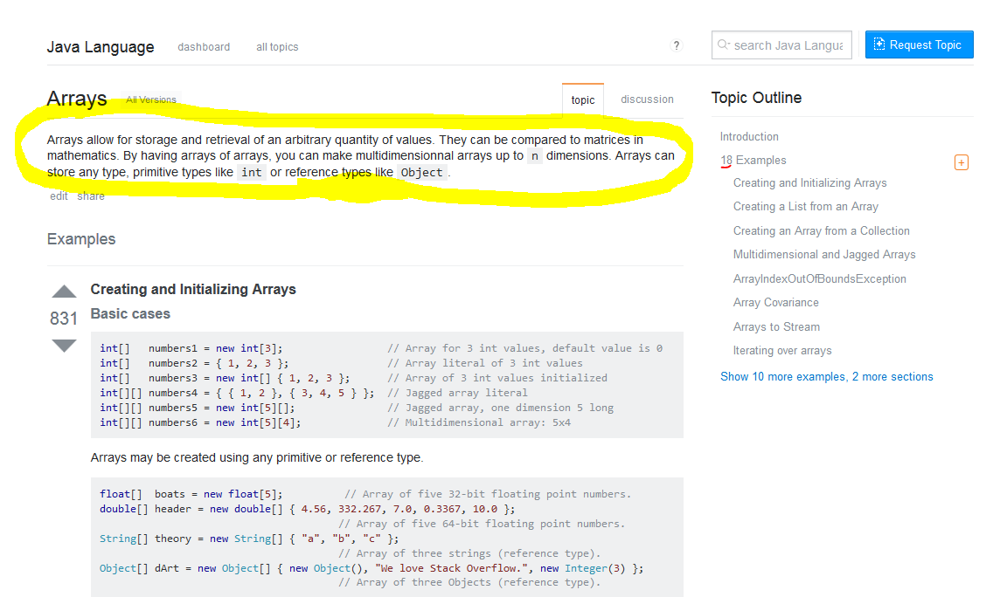 Java Language dashboard all topics ? search Java Langua Request Topic
Arrays All Versions topic discussion
Arrays allow for storage and retrieval of an arbitrary quantity of values. They can be compared to matrices in
mathematics. By having arrays of arrays, you can make multidimensionnal arrays up to n dimensions. Arrays can
store any type, primitive types like int or reference types like Object .
edit share
Examples
831
Creating and Initializing Arrays
Basic cases
int[]   numbers1 = new int[3];                 // Array for 3 int values, default value is 0
int[]   numbers2 = { 1, 2, 3 };                // Array literal of 3 int values
int[]   numbers3 = new int[] { 1, 2, 3 };      // Array of 3 int values initialized
int[][] numbers4 = { { 1, 2 }, { 3, 4, 5 } };  // Jagged array literal
int[][] numbers5 = new int[5][];               // Jagged array, one dimension 5 long
int[][] numbers6 = new int[5][4];              // Multidimensional array: 5x4
Arrays may be created using any primitive or reference type.
float[]  boats = new float[5];          // Array of five 32-bit floating point numbers.
double[] header = new double[] { 4.56, 332.267, 7.0, 0.3367, 10.0 };
                                       // Array of five 64-bit floating point numbers.
String[] theory = new String[] { "a", "b", "c" };
                                       // Array of three strings (reference type).
Object[] dArt = new Object[] { new Object(), "We love Stack Overflow.", new Integer(3) };
                                       // Array of three Objects (reference type).
Topic Outline
Introduction
18 Examples
Creating and Initializing Arrays
Creating a List from an Array
Creating an Array from a Collection
Multidimensional and Jagged Arrays
ArrayIndexOutOfBoundsException
Array Covariance
Arrays to Stream
Iterating over arrays
Show 10 more examples, 2 more sections